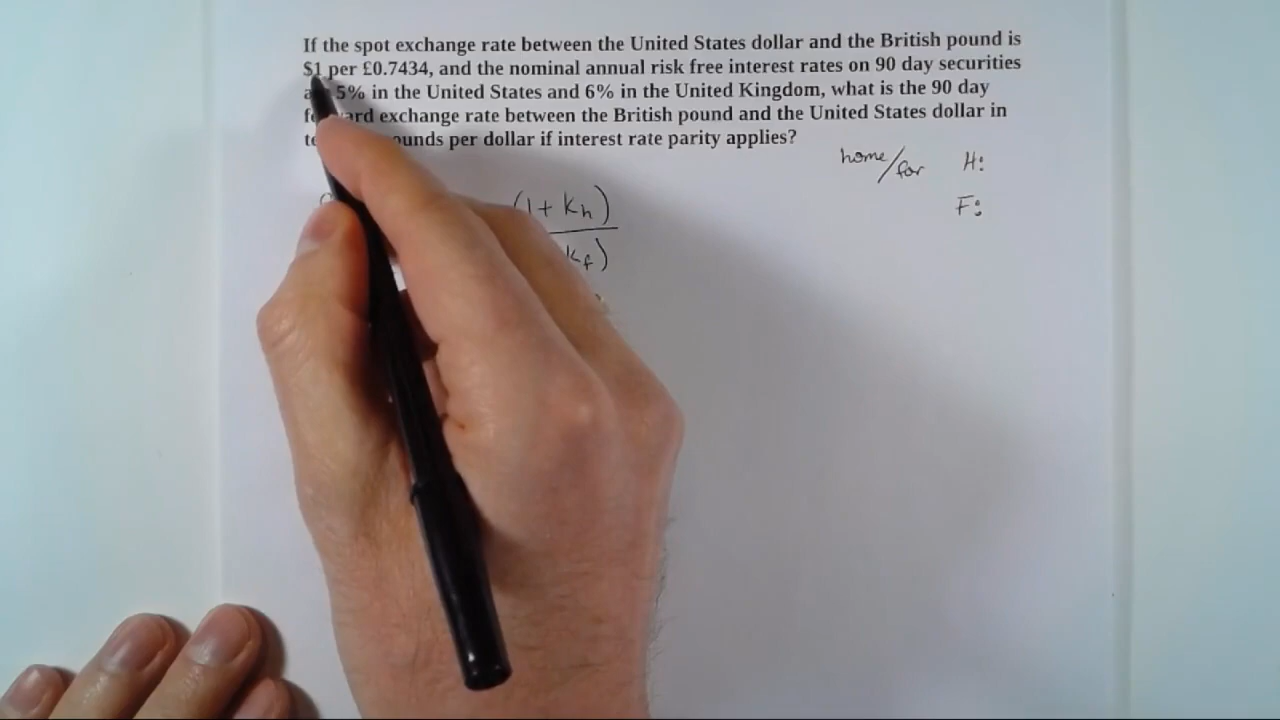 If the spot exchange rate between the United States dollar and the British pound is
$1 per £0.7434, and the nominal annual risk free interest rates on 90 day securities
5% in the United States and 6% in the United Kingdom, what is the 90 day
exchange rate between the British pound and the United States dollar in
per dollar if interest rate parity applies?
home/for H:
F:
(1 + kh)
kf)